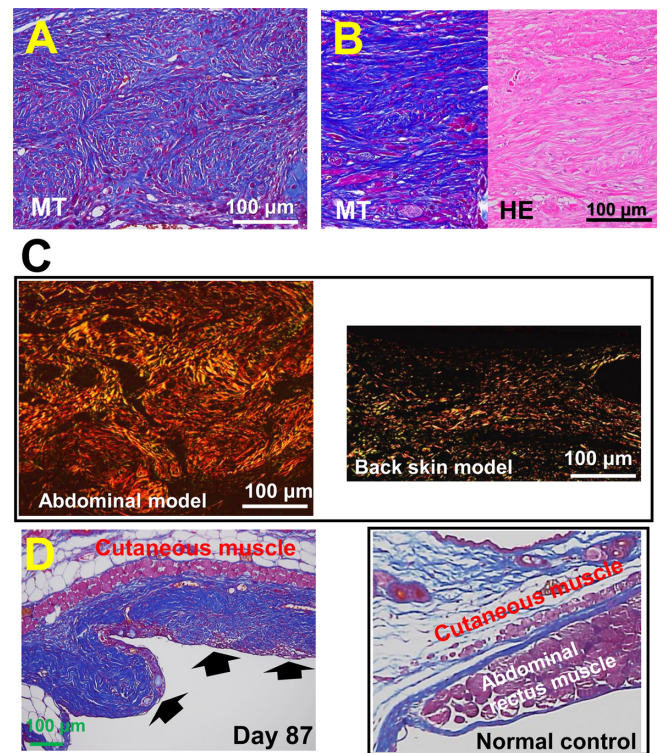 A
MT
100 µm
B
MT
HE
100 µm
C
Abdominal model
100 µm
Back skin model
100 µm
D
Cutaneous muscle
100 µm
Day 87
Cutaneous muscle
Abdominal
rectus muscle
Normal control